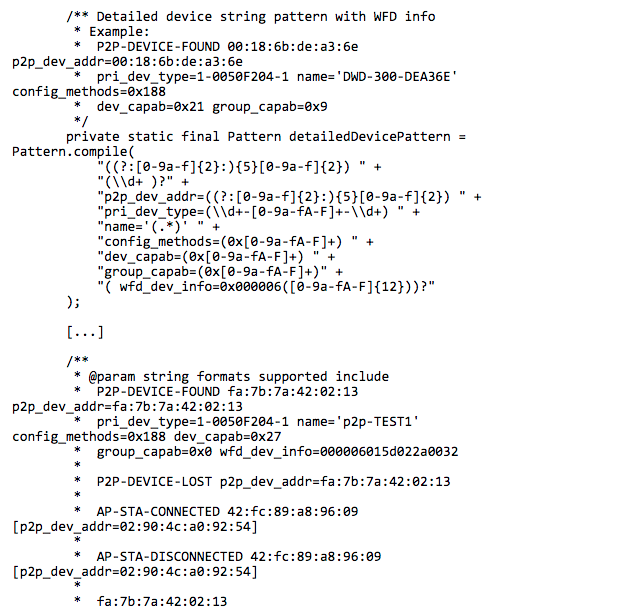 /** Detailed device string pattern with WFD info
* Example:
*  P2P-DEVICE-FOUND 00:18:6b:de:a3:6e
p2p_dev_addr=00:18:6b:de:a3:6e
*  pri_dev_type=1-0050F204-1 name='DWD-300-DEA36E'
config_methods=0x188
*  dev_capab=0x21 group_capab=0x9
*/
private static final Pattern detailedDevicePattern =
Pattern.compile(
"((?:[0-9a-f]{2}:){5}[0-9a-f]{2}) " +
"(\\d+ )?" +
"p2p_dev_addr=((?:[0-9a-f]{2}:){5}[0-9a-f]{2}) " +
"pri_dev_type=(\\d+-[0-9a-fA-F]+-\\d+) " +
"name='(.*)' " +
"config_methods=(0x[0-9a-fA-F]+) " +
"dev_capab=(0x[0-9a-fA-F]+) " +
"group_capab=(0x[0-9a-fA-F]+)" +
"( wfd_dev_info=0x000006([0-9a-fA-F]{12}))?"
);
[...]
/**
* @param string formats supported include
*  P2P-DEVICE-FOUND fa:7b:7a:42:02:13
p2p_dev_addr=fa:7b:7a:42:02:13
*  pri_dev_type=1-0050F204-1 name='p2p-TEST1'
config_methods=0x188 dev_capab=0x27
*  group_capab=0x0 wfd_dev_info=000006015d022a0032
*
*  P2P-DEVICE-LOST p2p_dev_addr=fa:7b:7a:42:02:13
*
*  AP-STA-CONNECTED 42:fc:89:a8:96:09
[p2p_dev_addr=02:90:4c:a0:92:54]
*
*  AP-STA-DISCONNECTED 42:fc:89:a8:96:09
[p2p_dev_addr=02:90:4c:a0:92:54]
*
*  fa:7b:7a:42:02:13